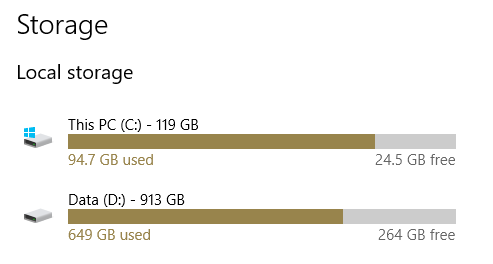 Storage
Local storage
This PC (C:) - 119 GB
94.7 GB used 24.5 GB free
Data (D:) - 913 GB
649 GB used 264 GB free